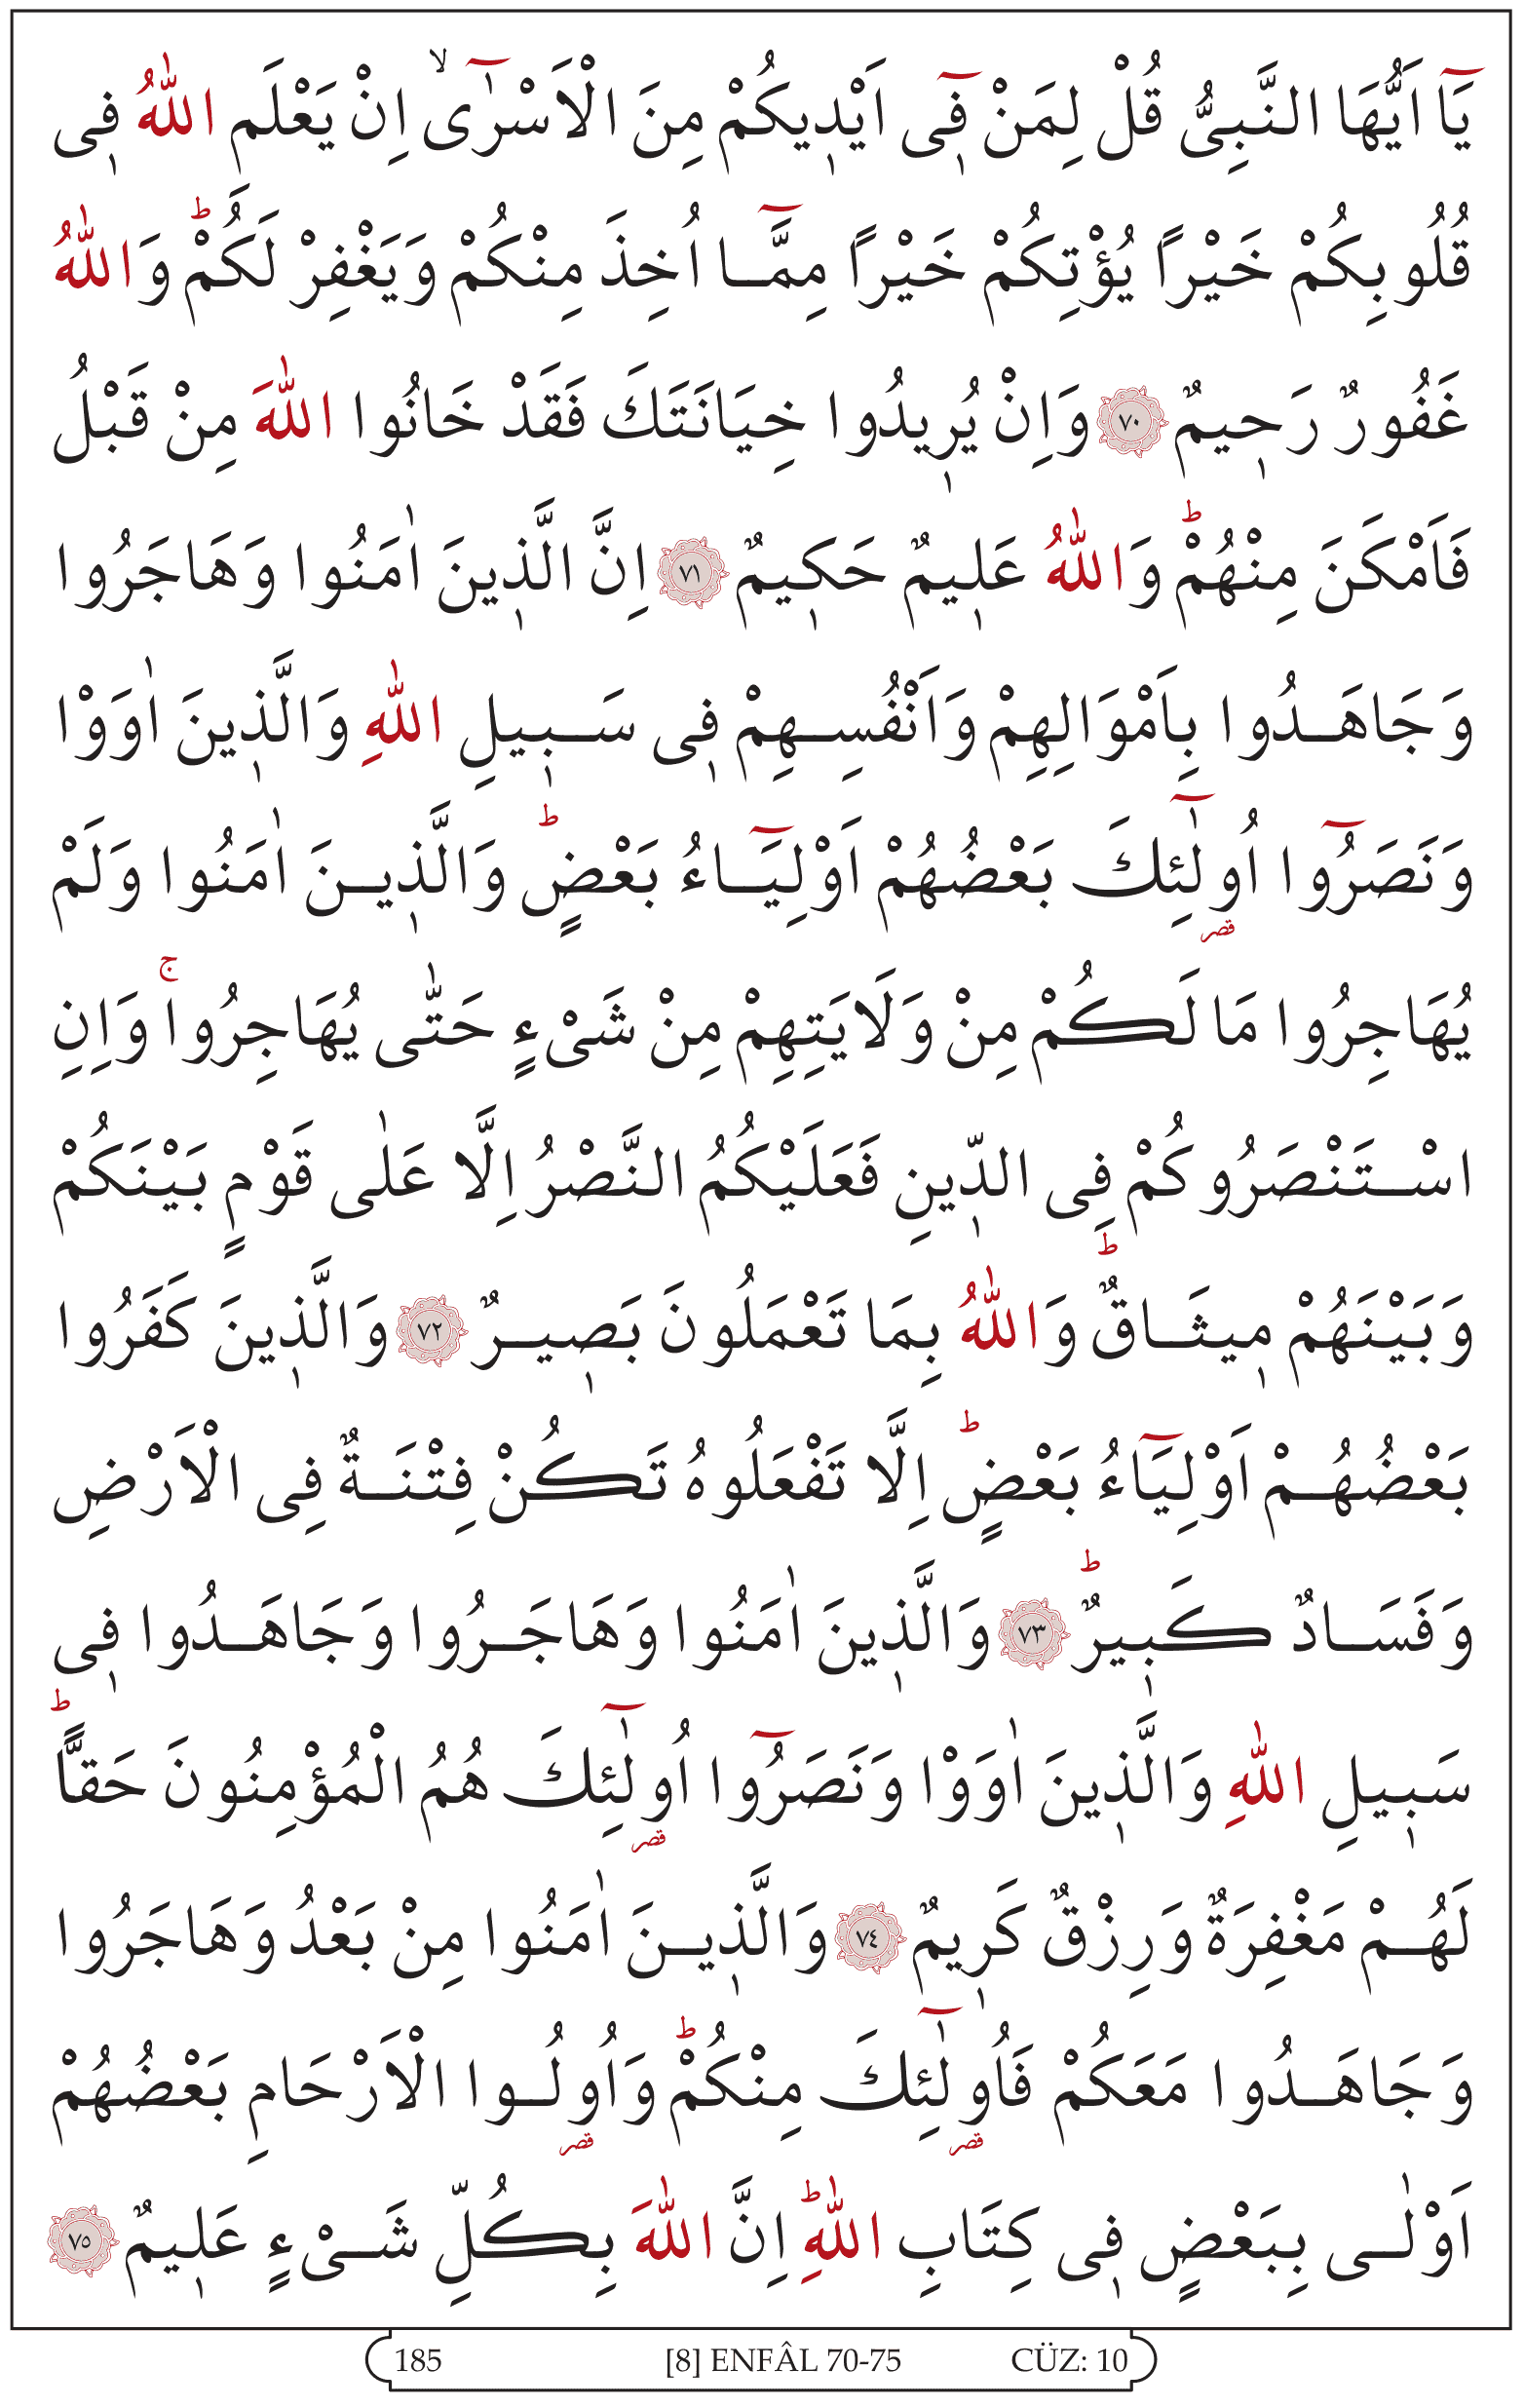 يَٓا اَيُّهَا النَّبِيُّ قُلْ لِمَنْ ف۪ٓى اَيْد۪يكُمْ مِنَ الْاَسْرٰٓىۙ اِنْ يَعْلَمِ اللّٰهُ ف۪ى
قُلُوبِكُمْ خَيْرًا يُؤْتِكُمْ خَيْرًا مِمَّٓا اُخِذَ مِنْكُمْ وَيَغْفِرْ لَكُمْۜ وَاللّٰهُ
غَفُورٌ رَح۪يمٌ ﴿٧٠﴾ وَاِنْ يُر۪يدُوا خِيَانَتَكَ فَقَدْ خَانُوا اللّٰهَ مِنْ قَبْلُ
فَاَمْكَنَ مِنْهُمْۜ وَاللّٰهُ عَل۪يمٌ حَك۪يمٌ ﴿٧١﴾ اِنَّ الَّذ۪ينَ اٰمَنُوا وَهَاجَرُوا
وَجَاهَدُوا بِاَمْوَالِهِمْ وَاَنْفُسِهِمْ ف۪ى سَب۪يلِ اللّٰهِ وَالَّذ۪ينَ اٰوَوْا
وَنَصَرُٓوا اُو۬لٰٓئِكَ بَعْضُهُمْ اَوْلِيَٓاءُ بَعْضٍۜ وَالَّذ۪ينَ اٰمَنُوا وَلَمْ
قصر
يُهَاجِرُوا مَا لَكُمْ مِنْ وَلَايَتِهِمْ مِنْ شَىْءٍ حَتّٰى يُهَاجِرُواۚ وَاِنِ
اسْتَنْصَرُوكُمْ فِى الدّ۪ينِ فَعَلَيْكُمُ النَّصْرُ اِلَّا عَلٰى قَوْمٍ بَيْنَكُمْ
وَبَيْنَهُمْ م۪يثَاقٌۜ وَاللّٰهُ بِمَا تَعْمَلُونَ بَص۪يرٌ ﴿٧٢﴾ وَالَّذ۪ينَ كَفَرُوا
بَعْضُهُمْ اَوْلِيَٓاءُ بَعْضٍۜ اِلَّا تَفْعَلُوهُ تَكُنْ فِتْنَةٌ فِى الْاَرْضِ
وَفَسَادٌ كَب۪يرٌۜ ﴿٧٣﴾ وَالَّذ۪ينَ اٰمَنُوا وَهَاجَرُوا وَجَاهَدُوا ف۪ى
سَب۪يلِ اللّٰهِ وَالَّذ۪ينَ اٰوَوْا وَنَصَرُٓوا اُو۬لٰٓئِكَ هُمُ الْمُؤْمِنُونَ حَقًّاۜ
قصر
لَهُمْ مَغْفِرَةٌ وَرِزْقٌ كَر۪يمٌ ﴿٧٤﴾ وَالَّذ۪ينَ اٰمَنُوا مِنْ بَعْدُ وَهَاجَرُوا
وَجَاهَدُوا مَعَكُمْ فَاُو۬لٰٓئِكَ مِنْكُمْۜ وَاُو۬لُوا الْاَرْحَامِ بَعْضُهُمْ
قصر قصر
اَوْلٰى بِبَعْضٍ ف۪ى كِتَابِ اللّٰهِۜ اِنَّ اللّٰهَ بِكُلِّ شَىْءٍ عَل۪يمٌ ﴿٧٥﴾
185 [8] ENFÂL 70-75 CÜZ: 10